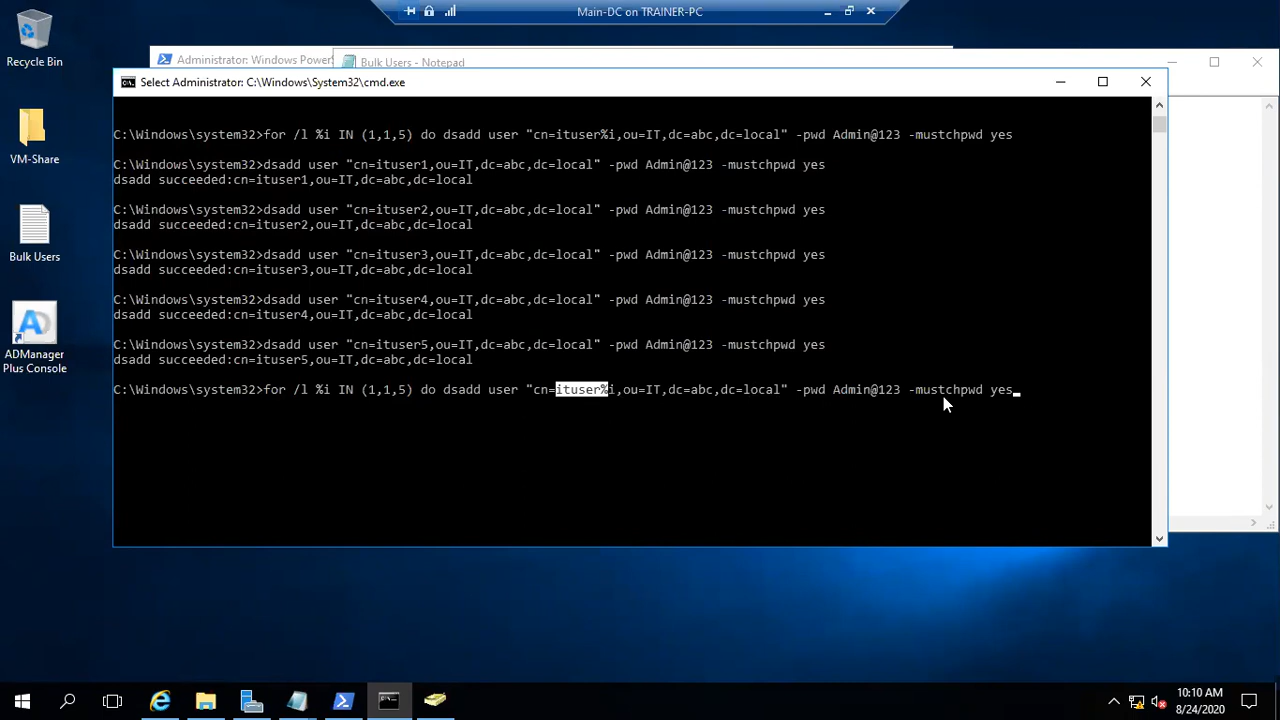 Main-DC on TRAINER-PC
Recycle Bin
VM-Share
Bulk Users
ADManager
Plus Console
Administrator: Windows PowerS
Bulk Users - Notepad
Select Administrator: C:\Windows\System32\cmd.exe
C:\Windows\system32>for /l %i IN (1,1,5) do dsadd user "cn=ituser%i,ou=IT,dc=abc,dc=local" -pwd Admin@123 -mustchpwd yes
C:\Windows\system32>dsadd user "cn=ituser1,ou=IT,dc=abc,dc=local" -pwd Admin@123 -mustchpwd yes
dsadd succeeded:cn=ituser1,ou=IT,dc=abc,dc=local
C:\Windows\system32>dsadd user "cn=ituser2,ou=IT,dc=abc,dc=local" -pwd Admin@123 -mustchpwd yes
dsadd succeeded:cn=ituser2,ou=IT,dc=abc,dc=local
C:\Windows\system32>dsadd user "cn=ituser3,ou=IT,dc=abc,dc=local" -pwd Admin@123 -mustchpwd yes
dsadd succeeded:cn=ituser3,ou=IT,dc=abc,dc=local
C:\Windows\system32>dsadd user "cn=ituser4,ou=IT,dc=abc,dc=local" -pwd Admin@123 -mustchpwd yes
dsadd succeeded:cn=ituser4,ou=IT,dc=abc,dc=local
C:\Windows\system32>dsadd user "cn=ituser5,ou=IT,dc=abc,dc=local" -pwd Admin@123 -mustchpwd yes
dsadd succeeded:cn=ituser5,ou=IT,dc=abc,dc=local
C:\Windows\system32>for /l %i IN (1,1,5) do dsadd user "cn=ituser%i,ou=IT,dc=abc,dc=local" -pwd Admin@123 -mustchpwd yes
10:10 AM
8/24/2020